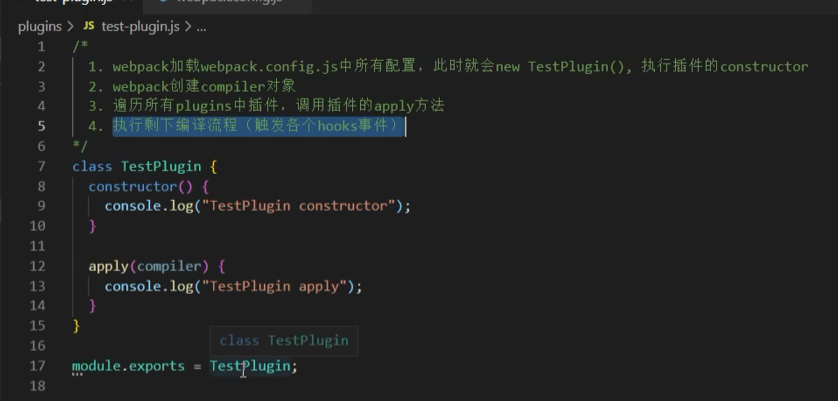 test-plugin.js
webpack.config.js
plugins > JS test-plugin.js > ...
1 /*
2 1. webpack加载webpack.config.js中所有配置，此时就会new TestPlugin(), 执行插件的constructor
3 2. webpack创建compiler对象
4 3. 遍历所有plugins中插件，调用插件的apply方法
5 4. 执行剩下编译流程（触发各个hooks事件）
6 */
7 class TestPlugin {
8 constructor() {
9 console.log("TestPlugin constructor");
10 }
11
12 apply(compiler) {
13 console.log("TestPlugin apply");
14 }
15 }
16
class TestPlugin
17 module.exports = TestPlugin;
18